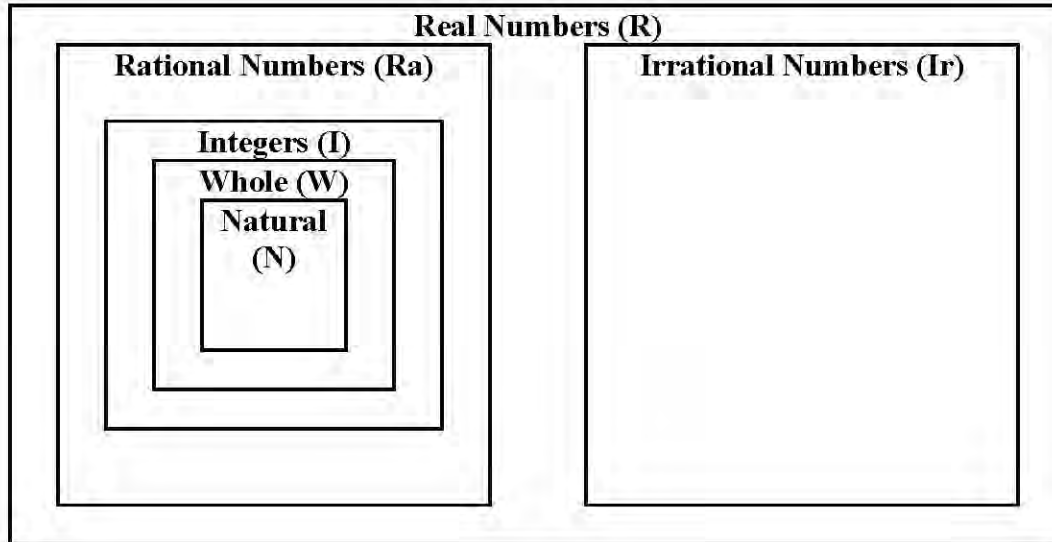 Real Numbers (R)
Rational Numbers (Ra)
Irrational Numbers (Ir)
Integers (I)
Whole (W)
Natural
(N)